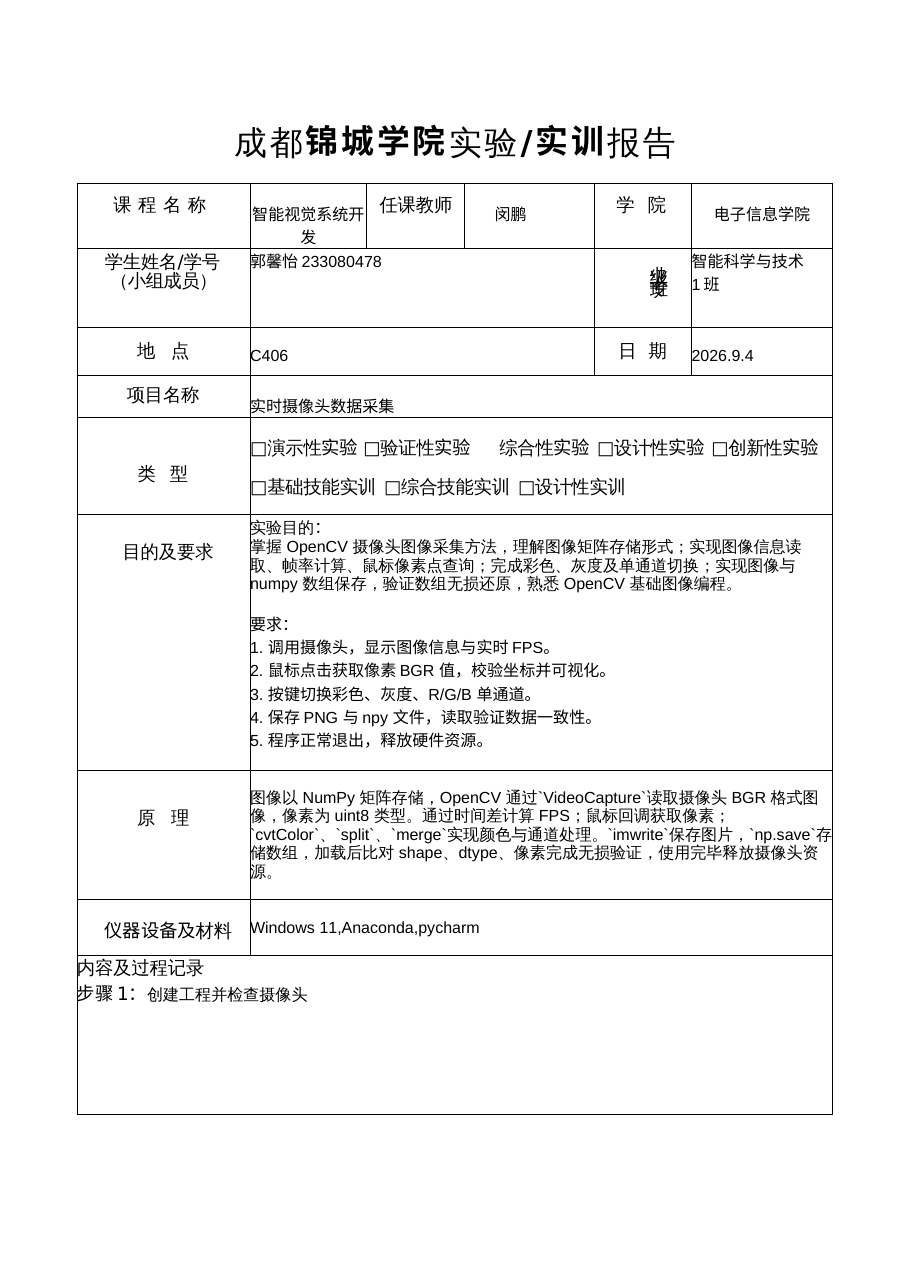 成都锦城学院实验/实训报告
课 程 名 称
智能视觉系统开
发
任课教师
闵鹏
学 院
电子信息学院
学生姓名/学号
（小组成员）
郭馨怡 233080478
智能科学与技术
1 班
地 点
C406
日 期
2026.9.4
项目名称
实时摄像头数据采集
类 型
□演示性实验 □验证性实验 综合性实验 □设计性实验 □创新性实验
□基础技能实训 □综合技能实训 □设计性实训
目的及要求
实验目的：
掌握 OpenCV 摄像头图像采集方法，理解图像矩阵存储形式；实现图像信息读
取、帧率计算、鼠标像素点查询；完成彩色、灰度及单通道切换；实现图像与
numpy 数组保存，验证数组无损还原，熟悉 OpenCV 基础图像编程。
要求：
1. 调用摄像头，显示图像信息与实时 FPS。
2. 鼠标点击获取像素 BGR 值，校验坐标并可视化。
3. 按键切换彩色、灰度、R/G/B 单通道。
4. 保存 PNG 与 npy 文件，读取验证数据一致性。
5. 程序正常退出，释放硬件资源。
原 理
图像以 NumPy 矩阵存储，OpenCV 通过`VideoCapture`读取摄像头 BGR 格式图
像，像素为 uint8 类型。通过时间差计算 FPS；鼠标回调获取像素；
`cvtColor`、`split`、`merge`实现颜色与通道处理。`imwrite`保存图片，`np.save`存
储数组，加载后比对 shape、dtype、像素完成无损验证，使用完毕释放摄像头资
源。
仪器设备及材料
Windows 11,Anaconda,pycharm
内容及过程记录
步骤 1：创建工程并检查摄像头